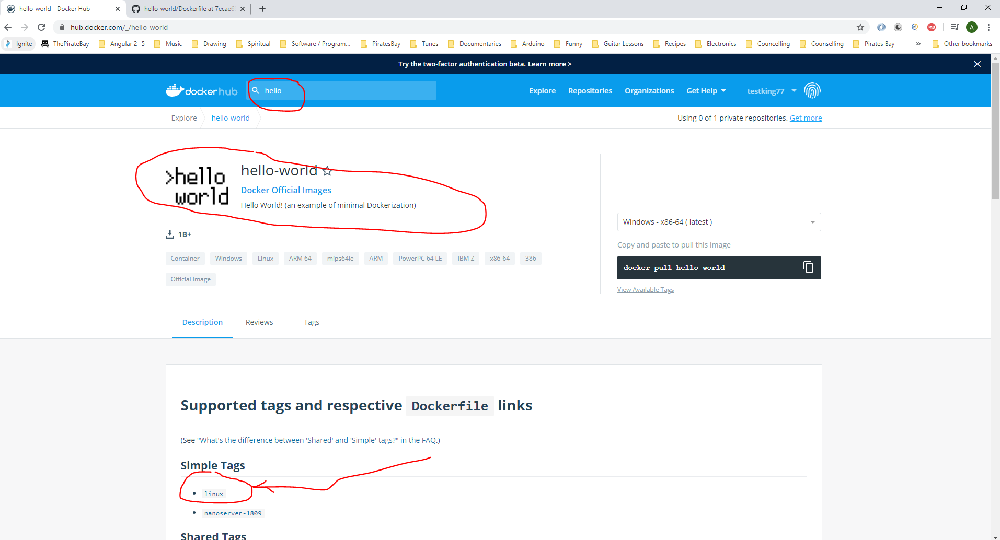 hello-world - Docker Hub
hello-world/Dockerfile at 7ecae6
hub.docker.com/_/hello-world
A
Ignite ThePirateBay Angular 2 -5 Music Drawing Spiritual Software / Program... PiratesBay Tunes Documentaries Arduino Funny Guitar Lessons Recipes Electronics Councelling Counselling Pirates Bay » Other bookmarks
Try the two-factor authentication beta. Learn more >
docker hub hello Explore Repositories Organizations Get Help testking77
Explore hello-world Using 0 of 1 private repositories. Get more
>hello
world
hello-world
Docker Official Images
Hello World! (an example of minimal Dockerization)
1B+
Container Windows Linux ARM 64 mips64le ARM PowerPC 64 LE IBM Z x86-64 386
Official Image
Windows - x86-64 ( latest )
Copy and paste to pull this image
docker pull hello-world
View Available Tags
Description Reviews Tags
Supported tags and respective Dockerfile links
(See "What's the difference between 'Shared' and 'Simple' tags?" in the FAQ.)
Simple Tags
• linux
• nanoserver-1809
Shared Tags